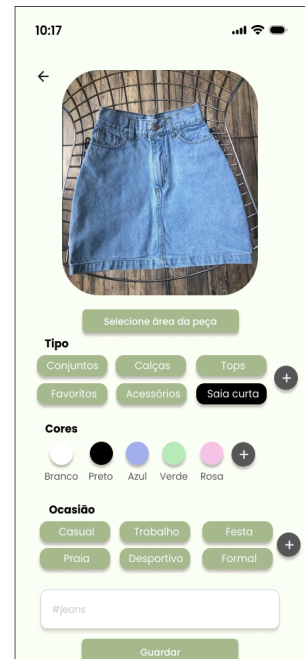 10:17
Selecione área da peça
Tipo
Conjuntos Calças Tops
+
Favoritos Acessórios Saia curta
Cores
+
Branco Preto Azul Verde Rosa
Ocasião
Casual Trabalho Festa
+
Praia Desportivo Formal
#jeans
Guardar